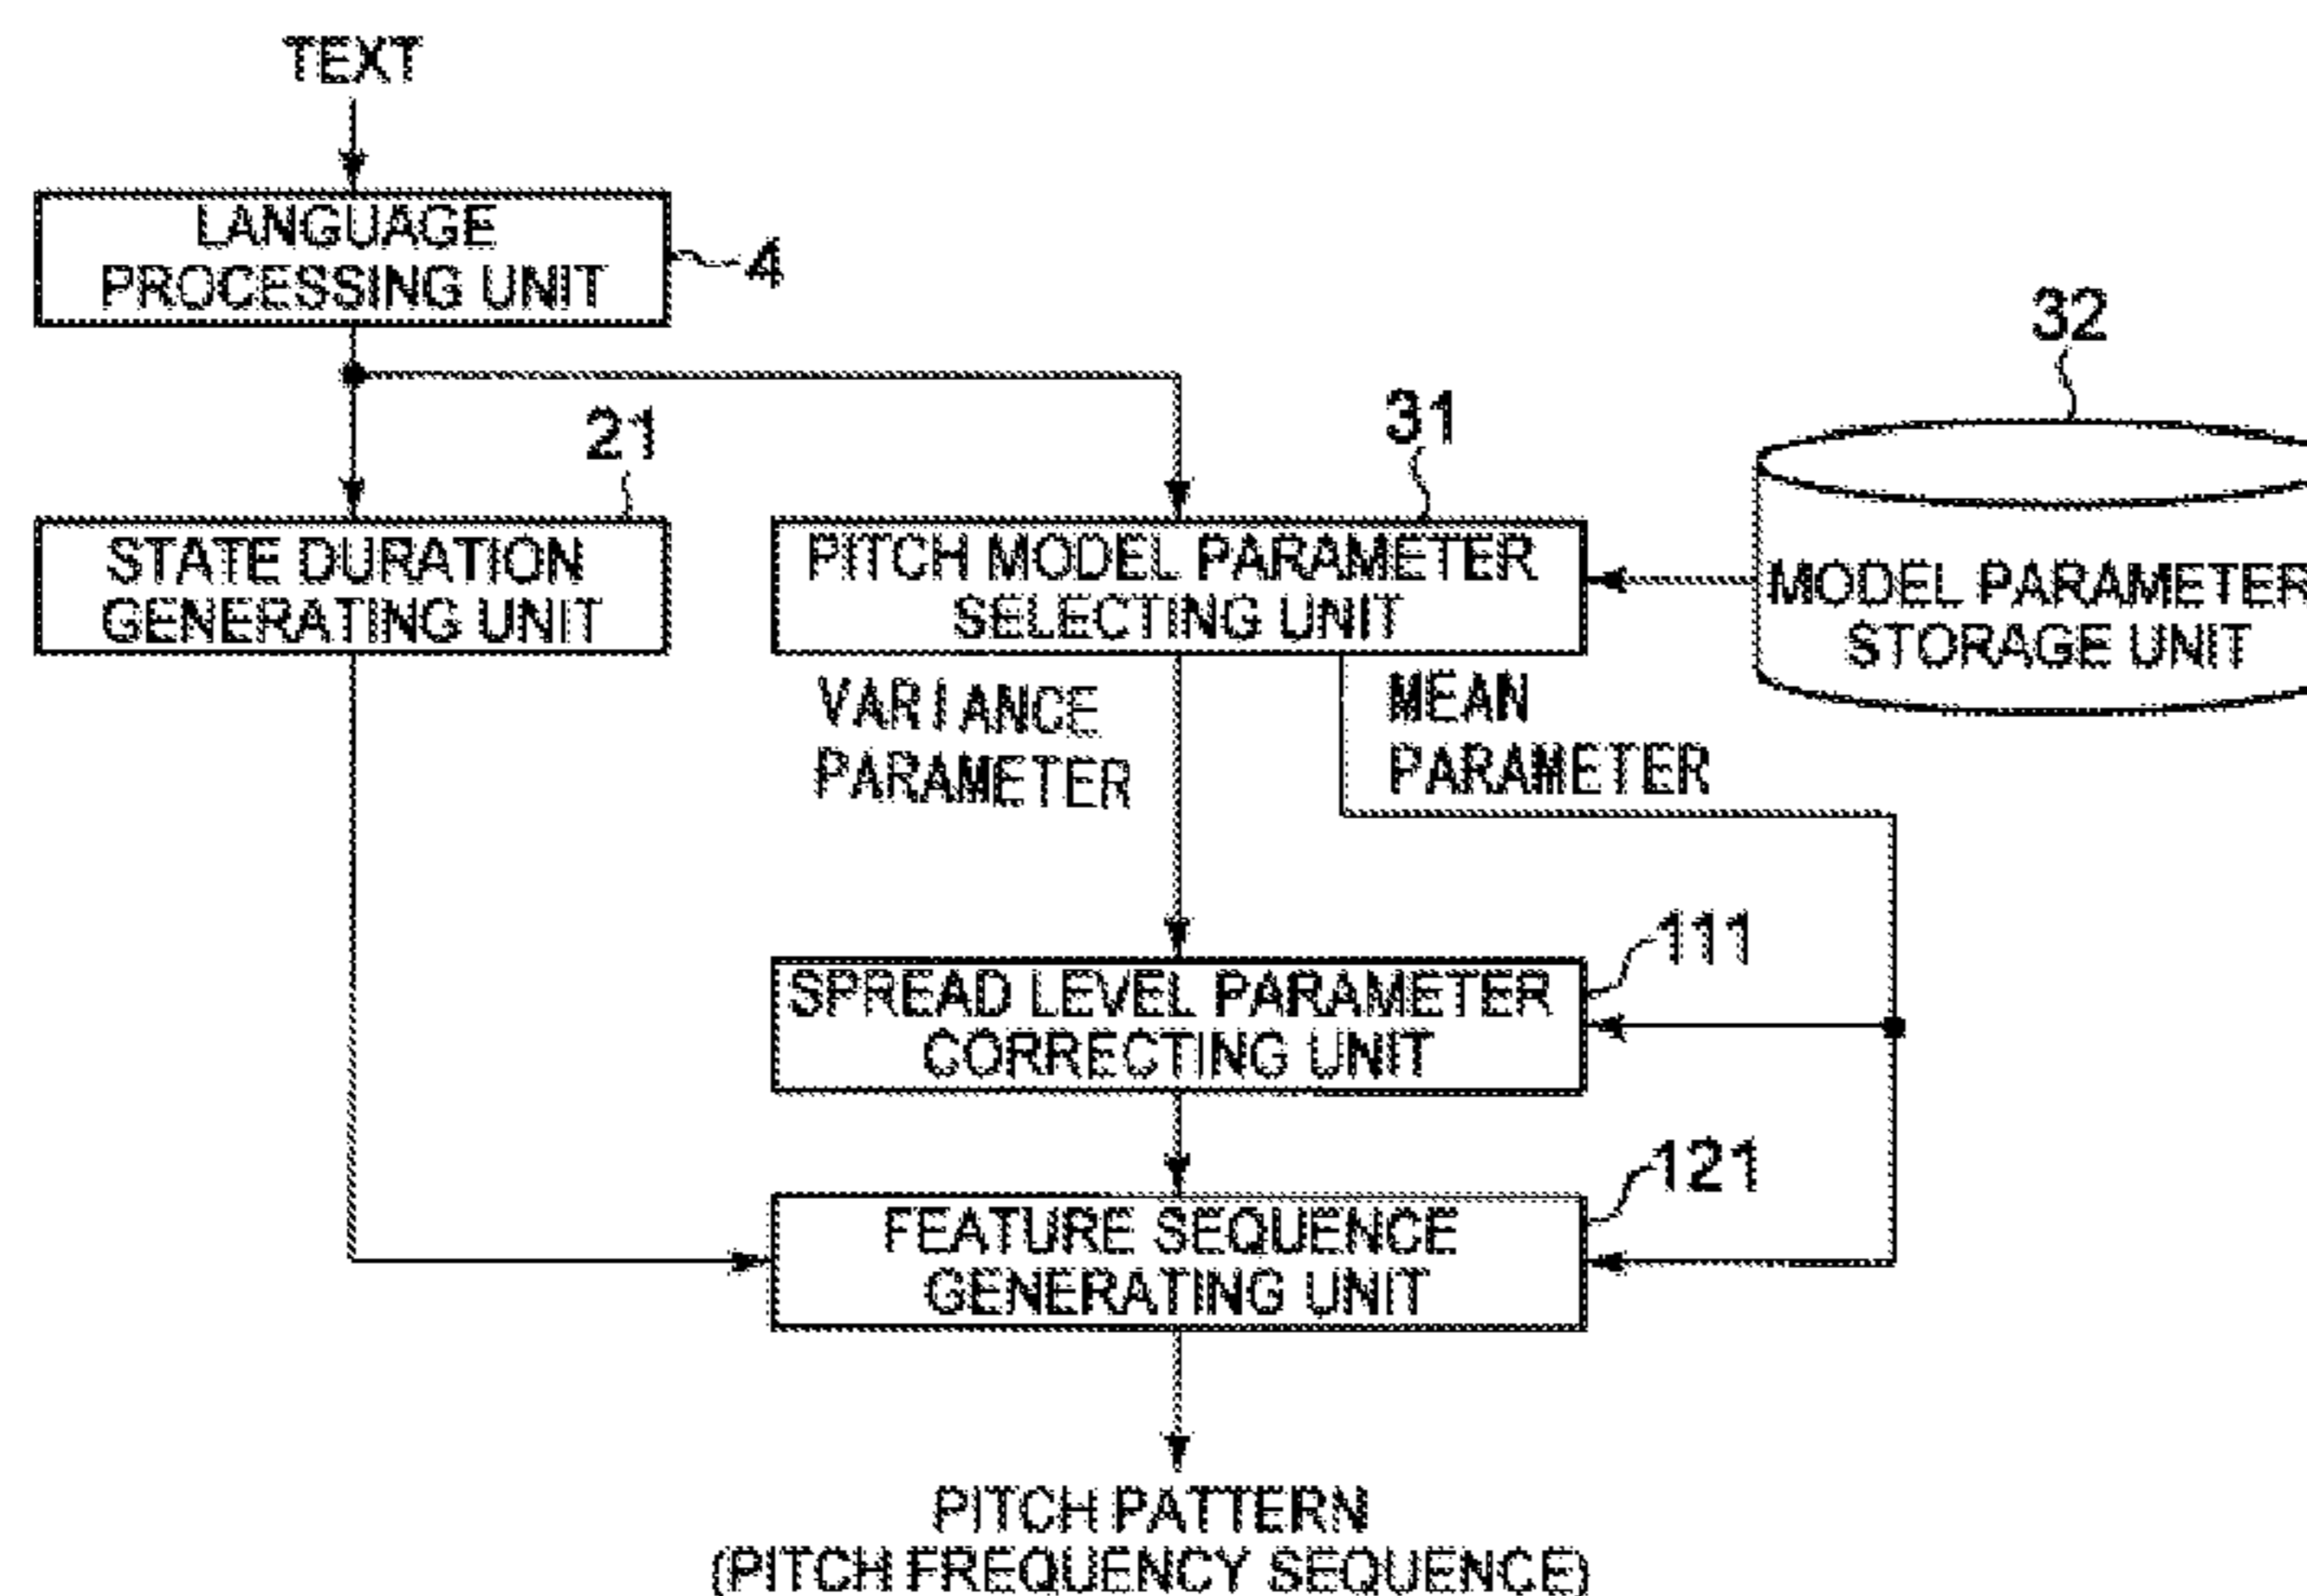 TEXT
LANGUAGE
PROCESSING UNIT
4
32
21
31
STATE DURATION
GENERATING UNIT
PITCH MODEL PARAMETER
SELECTING UNIT
MODEL PARAMETER
STORAGE UNIT
VARIANCE
PARAMETER
MEAN
PARAMETER
111
SPREAD LEVEL PARAMETER
CORRECTING UNIT
121
FEATURE SEQUENCE
GENERATING UNIT
PITCH PATTERN
(PITCH FREQUENCY SEQUENCE)